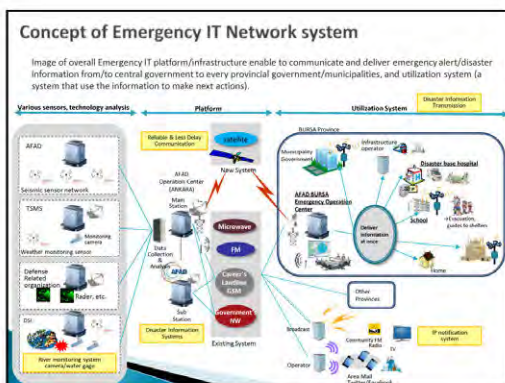 Concept of Emergency IT Network system
Image of overall Emergency IT platform/infrastructure enable to communicate and deliver emergency alert/disaster
Information from/to central government to every provincial government/municipalities, and utilization system (a
system that use the information to make next actions).
Various sensors, technology analysis
Platform
Utilization System
Disaster Information
Transmission
AFAD
Seismic sensor network
TSMS
Monitoring
camera
Weather monitoring sensor
Defense
Related
organization
Rader, etc.
DSI
River monitoring system
camera/water gage
Reliable & Less Delay
Communication
satellite
New System
AFAD
Operation Center
(ANKARA)
Main
Station
Data
Collection &
Analysis
AFAD
Sub
Station
Disaster Information
Systems
Microwave
FM
Career's
LandLine
GSM
Government
NW
Existing System
BURSA Province
Municipality
Government
Infrastructure
operator
Disaster base hospital
AFAD BURSA
Emergency Operation
Center
Deliver
information
at once
School
Evacuation,
guides to shelters
Home
Other
Provinces
Broadcast
Operator
Community FM
Radio
TV
Area Mail
IP notification
system